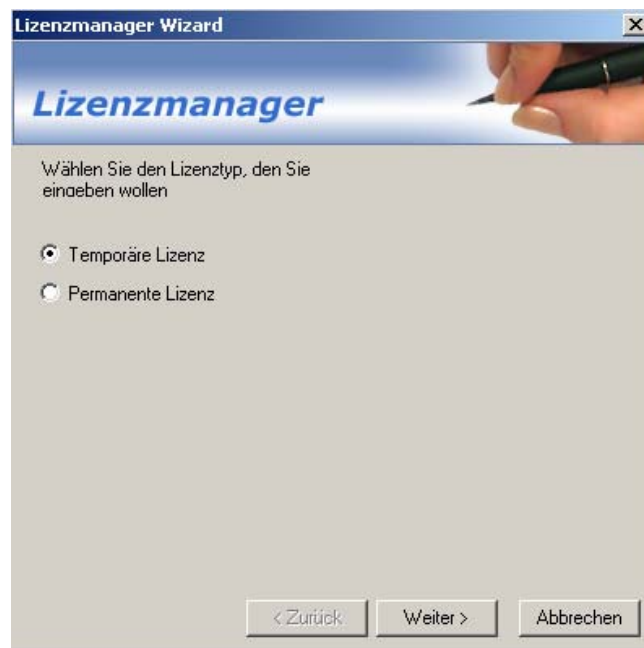 Lizenzmanager Wizard
Lizenzmanager
Wählen Sie den Lizenztyp, den Sie
eingeben wollen
Temporäre Lizenz
Permanente Lizenz
< Zurück
Weiter >
Abbrechen